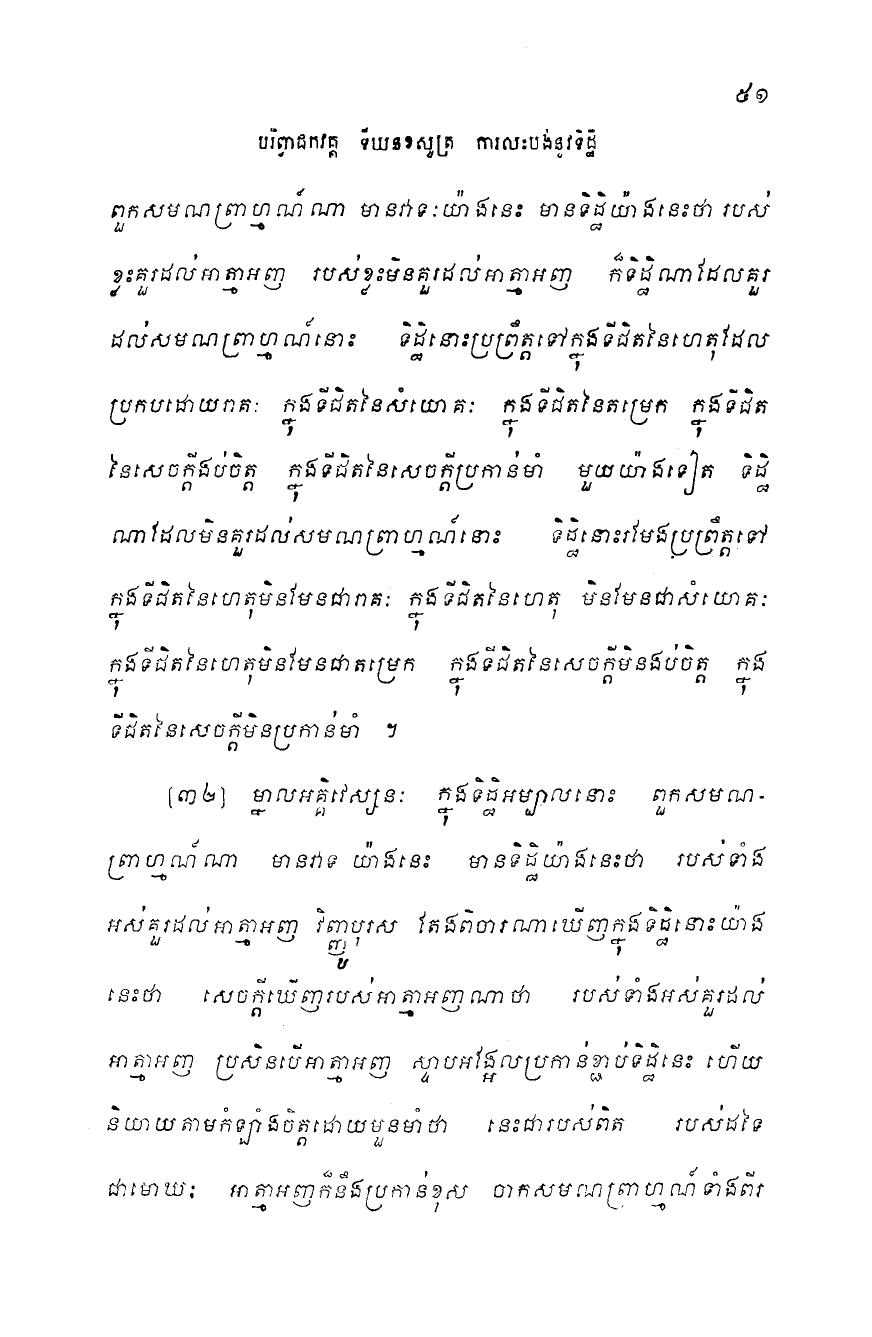 ៥១
បរិព្វាជកវគ្គ ទីឃនខសូត្រ ការលះបង់នូវទិដ្ឋិ
ពួកសមណព្រាហ្មណ៍ណា មានវាទៈយ៉ាងនេះ មានទិដ្ឋិយ៉ាងនេះថា របស់
ខ្លះគួរដល់អាត្មាអញ របស់ខ្លះមិនគួរដល់អាត្មាអញ ក៏ទិដ្ឋិណាដែលគួរ
ដល់សមណព្រាហ្មណ៍នោះ ទិដ្ឋិនោះប្រព្រឹត្តទៅក្នុងទីជិតនៃហេតុដែល
ប្រកបដោយរាគៈ ក្នុងទីជិតនៃសំយោគៈ ក្នុងទីជិតនៃតម្រេក ក្នុងទីជិត
នៃសេចក្តីងប់ចិត្ត ក្នុងទីជិតនៃសេចក្តីប្រកាន់មាំ មួយយ៉ាងទៀត ទិដ្ឋិ
ណាដែលមិនគួរដល់សមណព្រាហ្មណ៍នោះ ទិដ្ឋិនោះរមែងប្រព្រឹត្តទៅ
ក្នុងទីជិតនៃហេតុមិនមែនជារាគៈ ក្នុងទីជិតនៃហេតុ មិនមែនជាសំយោគៈ
ក្នុងទីជិតនៃហេតុមិនមែនជាតម្រេក ក្នុងទីជិតនៃសេចក្តីមិនងប់ចិត្ត ក្នុង
ទីជិតនៃសេចក្តីមិនប្រកាន់មាំ ។
[៣២] ម្នាលអគ្គិវេស្សនៈ ក្នុងទិដ្ឋិអម្បាលនោះ ពួកសមណ-
ព្រាហ្មណ៍ណា មានវាទ យ៉ាងនេះ មានទិដ្ឋិយ៉ាងនេះថា របស់ទាំង
អស់គួរដល់អាត្មាអញ វិញ្ញូបុរស តែងពិចារណាឃើញក្នុងទិដ្ឋិនោះយ៉ាង
នេះថា សេចក្តីឃើញរបស់អាត្មាអញណាថា របស់ទាំងអស់គួរដល់
អាត្មាអញ ប្រសិនបើអាត្មាអញ ស្ទាបអង្អែលប្រកាន់ខ្ជាប់ទិដ្ឋិនេះ ហើយ
និយាយតាមកំឡាំងចិត្តដោយមួនមាំថា នេះជារបស់ពិត របស់ដទៃ
ជាមោឃៈ អាត្មាអញក៏នឹងប្រកាន់ខុស ចាកសមណព្រាហ្មណ៍ទាំងពីរ